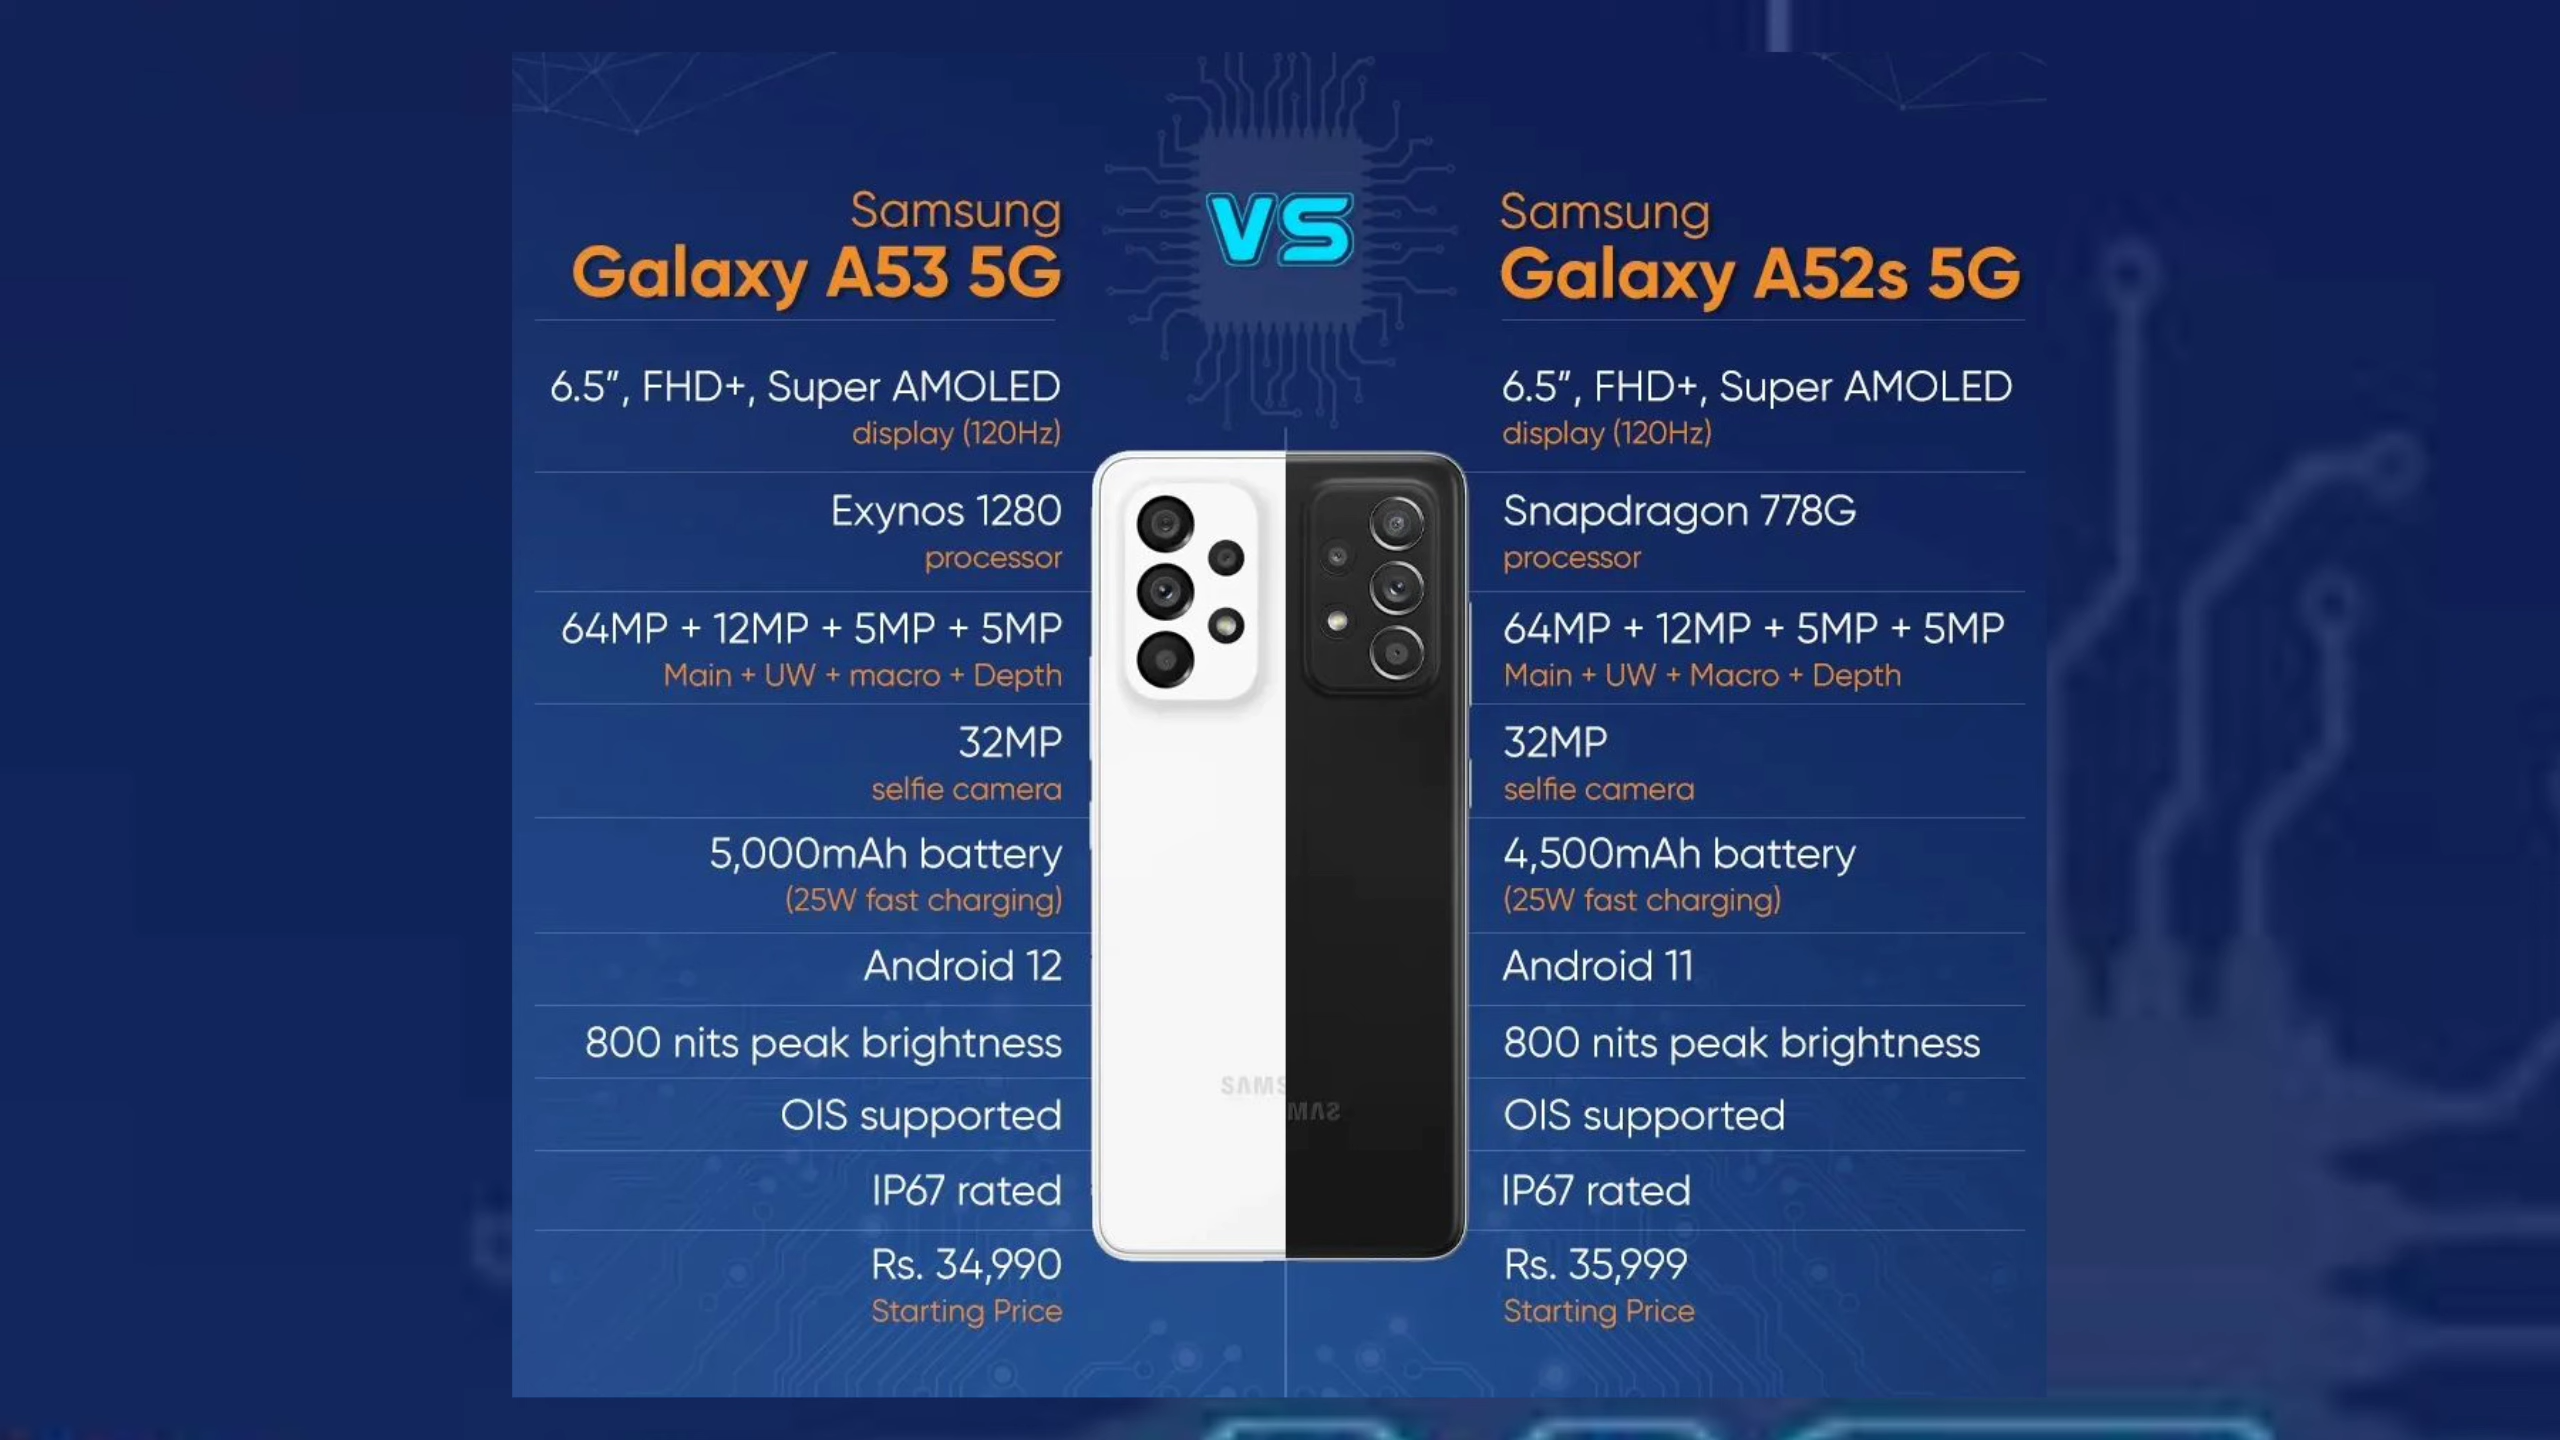 Samsung
Galaxy A53 5G
6.5", FHD+, Super AMOLED
display (120Hz)
Exynos 1280
processor
64MP + 12MP + 5MP + 5MP
Main + UW + macro + Depth
32MP
selfie camera
5,000mAh battery
(25W fast charging)
Android 12
800 nits peak brightness
OIS supported
IP67 rated
Rs. 34,990
Starting Price
VS
SAMS
Samsung
Galaxy A52s 5G
6.5", FHD+, Super AMOLED
display (120Hz)
Snapdragon 778G
processor
64MP + 12MP + 5MP + 5MP
Main + UW + Macro + Depth
32MP
selfie camera
4,500mAh battery
(25W fast charging)
Android 11
800 nits peak brightness
OIS supported
IP67 rated
Rs. 35,999
Starting Price